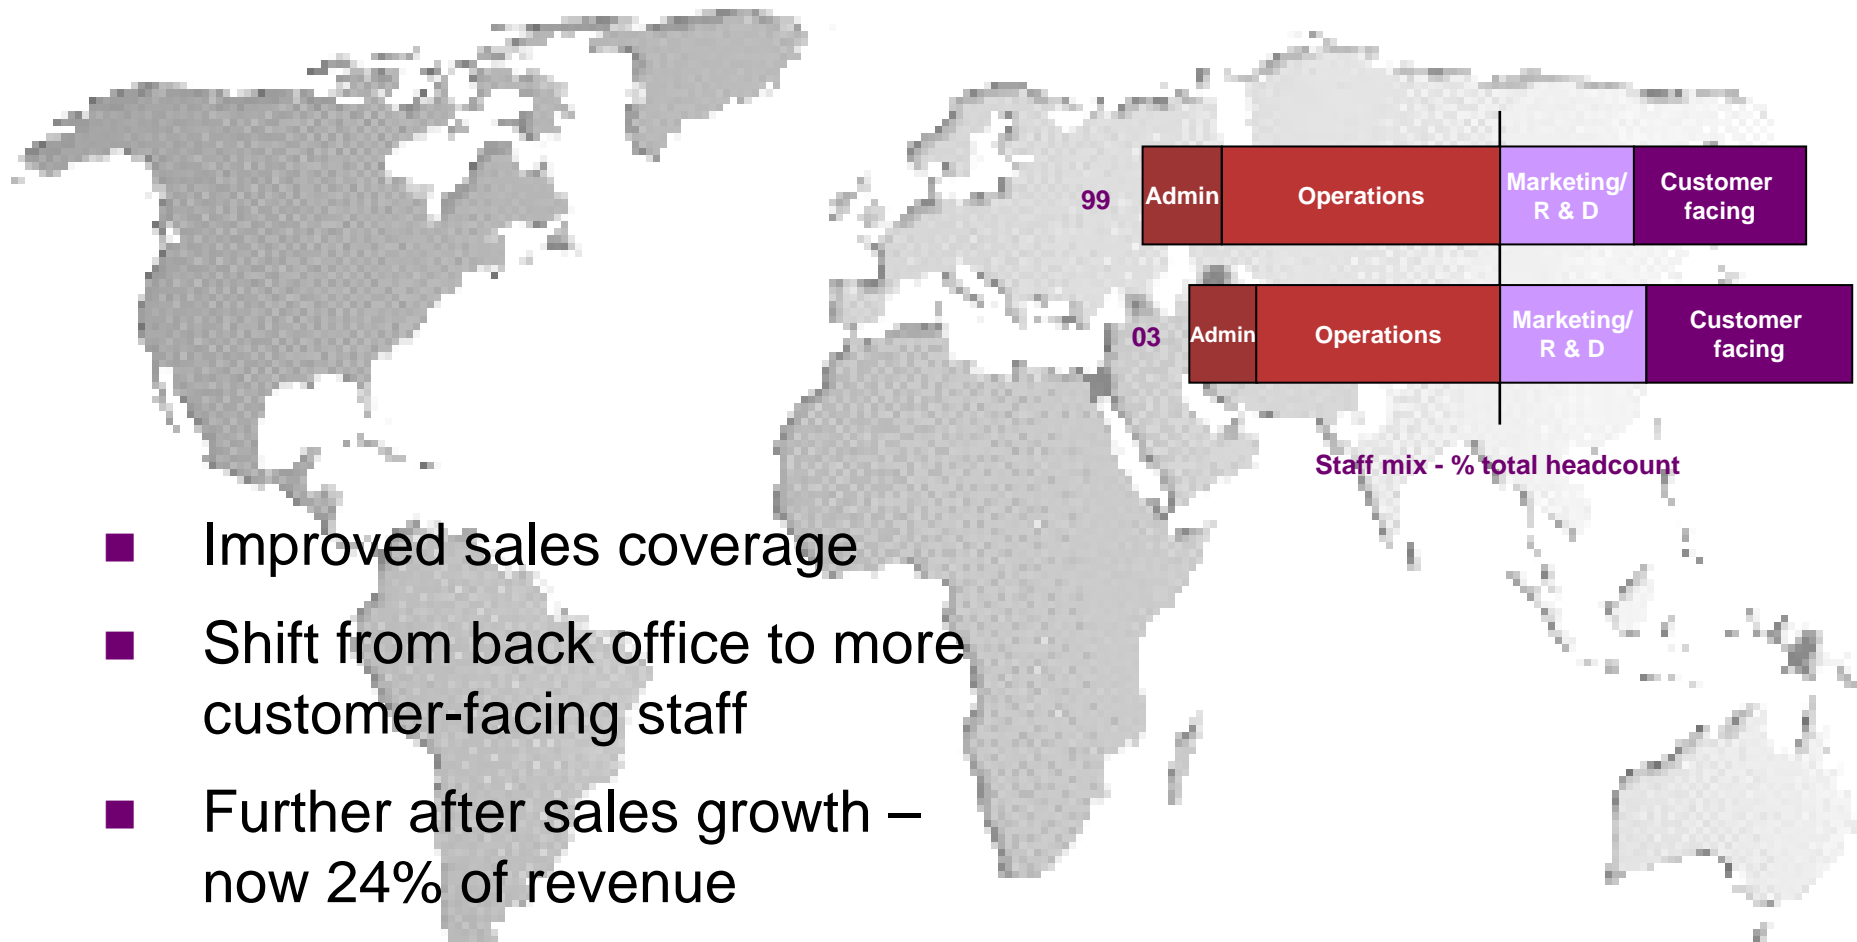 99
Admin
Operations
Marketing/
R & D
Customer
facing
03
Admin
Operations
Marketing/
R & D
Customer
facing
Staff mix - % total headcount
■ Improved sales coverage
■ Shift from back office to more
customer-facing staff
■ Further after sales growth –
now 24% of revenue